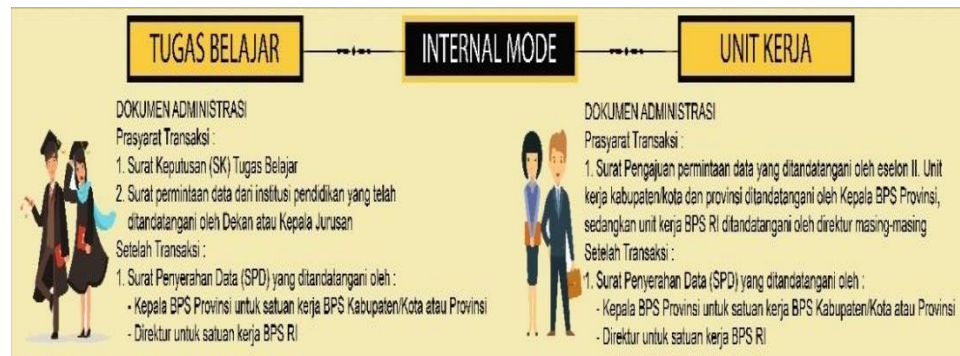 TUGAS BELAJAR
INTERNAL MODE
UNIT KERJA
DOKUMEN ADMINISTRASI
Prasyarat Transaksi :
1. Surat Keputusan (SK) Tugas Belajar
2. Surat permintaan data dari institusi pendidikan yang telah
ditandatangani oleh Dekan atau Kepala Jurusan
Setelah Transaksi :
1. Surat Penyerahan Data (SPD) yang ditandatangani oleh :
- Kepala BPS Provinsi untuk satuan kerja BPS Kabupaten/Kota atau Provinsi
- Direktur untuk satuan kerja BPS RI
DOKUMEN ADMINISTRASI
Prasyarat Transaksi :
1. Surat Pengajuan permintaan data yang ditandatangani oleh eselon II. Unit
kerja kabupaten/kota dan provinsi ditandatangani oleh Kepala BPS Provinsi,
sedangkan unit kerja BPS RI ditandatangani oleh direktur masing-masing
Setelah Transaksi :
1. Surat Penyerahan Data (SPD) yang ditandatangani oleh :
- Kepala BPS Provinsi untuk satuan kerja BPS Kabupaten/Kota atau Provinsi
- Direktur untuk satuan kerja BPS RI